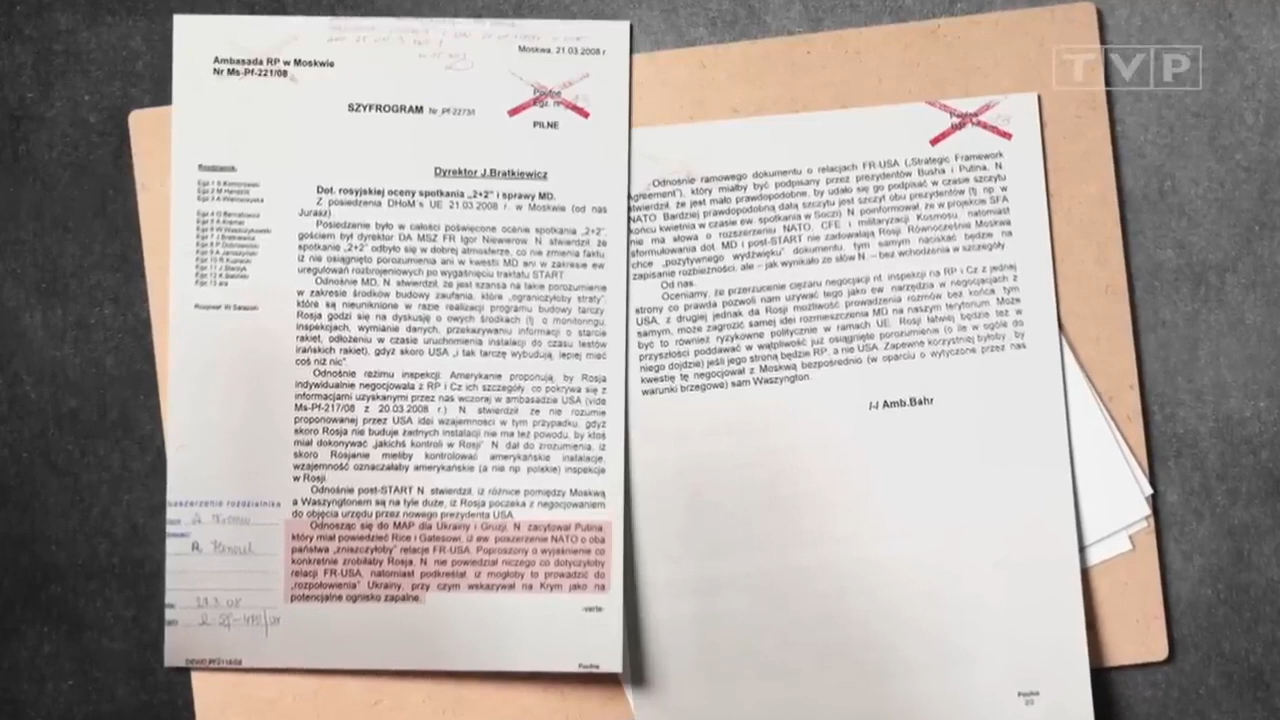 TVP
Moskwa, 21.03.2008 r
Ambasada RP w Moskwie
Nr Ms-Pf-221/08
SZYFROGRAM
PILNE
Dyrektor J.Bratkiewicz
Dot. rosyjskiej oceny spotkania „2+2" i sprawy MD.
Z posiedzenia DHoM's UE 21.03.2008 r. w Moskwie (od nas
Jurasz)
Posiedzenie było w całości poświęcone ocenie spotkania „2+2",
gościem był dyrektor DA MSZ FR Igor Niewierow. N. stwierdził, że
spotkanie „2+2" odbyło się w dobrej atmosferze, co nie zmienia faktu,
iż nie osiągnięto porozumienia ani w kwestii MD ani w zakresie ew
uregulowań rozbrojeniowych po wygaśnięciu traktatu START
Odnośnie MD, N. stwierdził, że jest szansa na takie porozumienie
w zakresie środków budowy zaufania, które „ograniczyłoby straty",
które są nieuniknione w razie realizacji programu budowy tarczy
Rosja godzi się na dyskusję o owych środkach (tj. o monitoringu,
inspekcjach, wymianie danych, przekazywaniu informacji o starcie
rakiet, odłożeniu w czasie uruchomienia instalacji do czasu testów
irańskich rakiet), gdyż skoro USA „i tak tarczę wybudują, lepiej mieć
coś niż nic"
Odnośnie reżimu inspekcji: Amerykanie proponują, by Rosja
indywidualnie negocjowała z RP i Cz ich szczegóły, co pokrywa się z
informacjami uzyskanymi przez nas wczoraj w ambasadzie USA (vide
Ms-Pf-217/08 z 20.03.2008 r.) N. stwierdził, że nie rozumie
proponowanej przez USA idei wzajemności w tym przypadku, gdyż
skoro Rosja nie buduje żadnych instalacji nie ma też powodu, by ktoś
miał dokonywać „jakichś kontroli w Rosji" N. dał do zrozumienia, iż
skoro Rosjanie mieliby kontrolować amerykańskie instalacje,
wzajemność oznaczałaby amerykańskie (a nie np. polskie) inspekcje
w Rosji.
Odnośnie post-START N. stwierdził, iż różnice pomiędzy Moskwą
a Waszyngtonem są na tyle duże, iż Rosja poczeka z negocjowaniem
do objęcia urzędu przez nowego prezydenta USA
Odnosząc się do MAP dla Ukrainy i Gruzji, N. zacytował Putina,
który miał powiedzieć Rice i Gatesowi, iż ew. poszerzenie NATO o oba
państwa „zniszczyłoby" relacje FR-USA. Poproszony o wyjaśnienie co
konkretnie zrobiłaby Rosja, N. nie powiedział niczego co dotyczyłoby
relacji FR-USA, natomiast podkreślał, iż mogłoby to prowadzić do
„rozpołowienia" Ukrainy, przy czym wskazywał na Krym jako na
potencjalne ognisko zapalne.
-verte-
Poufne
Odnośnie ramowego dokumentu o relacjach FR-USA („Strategic Framework
Agreement"), który miałby być podpisany przez prezydentów Busha i Putina, N.
stwierdził, że jest mało prawdopodobne, by udało się go podpisać w czasie szczytu
NATO. Bardziej prawdopodobną datą szczytu jest szczyt obu prezydentów (tj. np w
końcu kwietnia w czasie ew. spotkania w Soczi) N. poinformował, że w projekcie SFA
nie ma słowa o rozszerzeniu NATO, CFE i militaryzacji Kosmosu, natomiast
sformułowania dot. MD i post-START nie zadowalają Rosji. Równocześnie Moskwa
chce „pozytywnego wydźwięku" dokumentu, tym samym naciskać będzie na
zapisanie rozbieżności, ale – jak wynikało ze słów N. – bez wchodzenia w szczegóły.
Od nas.
Oceniamy, że przerzucenie ciężaru negocjacji nt. inspekcji na RP i Cz z jednej
strony co prawda pozwoli nam używać tego jako ew narzędzia w negocjacjach z
USA, z drugiej jednak da Rosji możliwość prowadzenia rozmów bez końca, tym
samym, może zagrozić samej idei rozmieszczenia MD na naszym terytorium. Może
być to również ryzykowne politycznie w ramach UE. Rosji łatwiej będzie też w
przyszłości poddawać w wątpliwość już osiągnięte porozumienie (o ile w ogóle do
niego dojdzie) jeśli jego stroną będzie RP, a nie USA. Zapewne korzystniej byłoby, by
kwestię tę negocjował z Moskwą bezpośrednio (w oparciu o wytyczone przez nas
warunki brzegowe) sam Waszyngton.
/-/ Amb.Bahr
Poufne